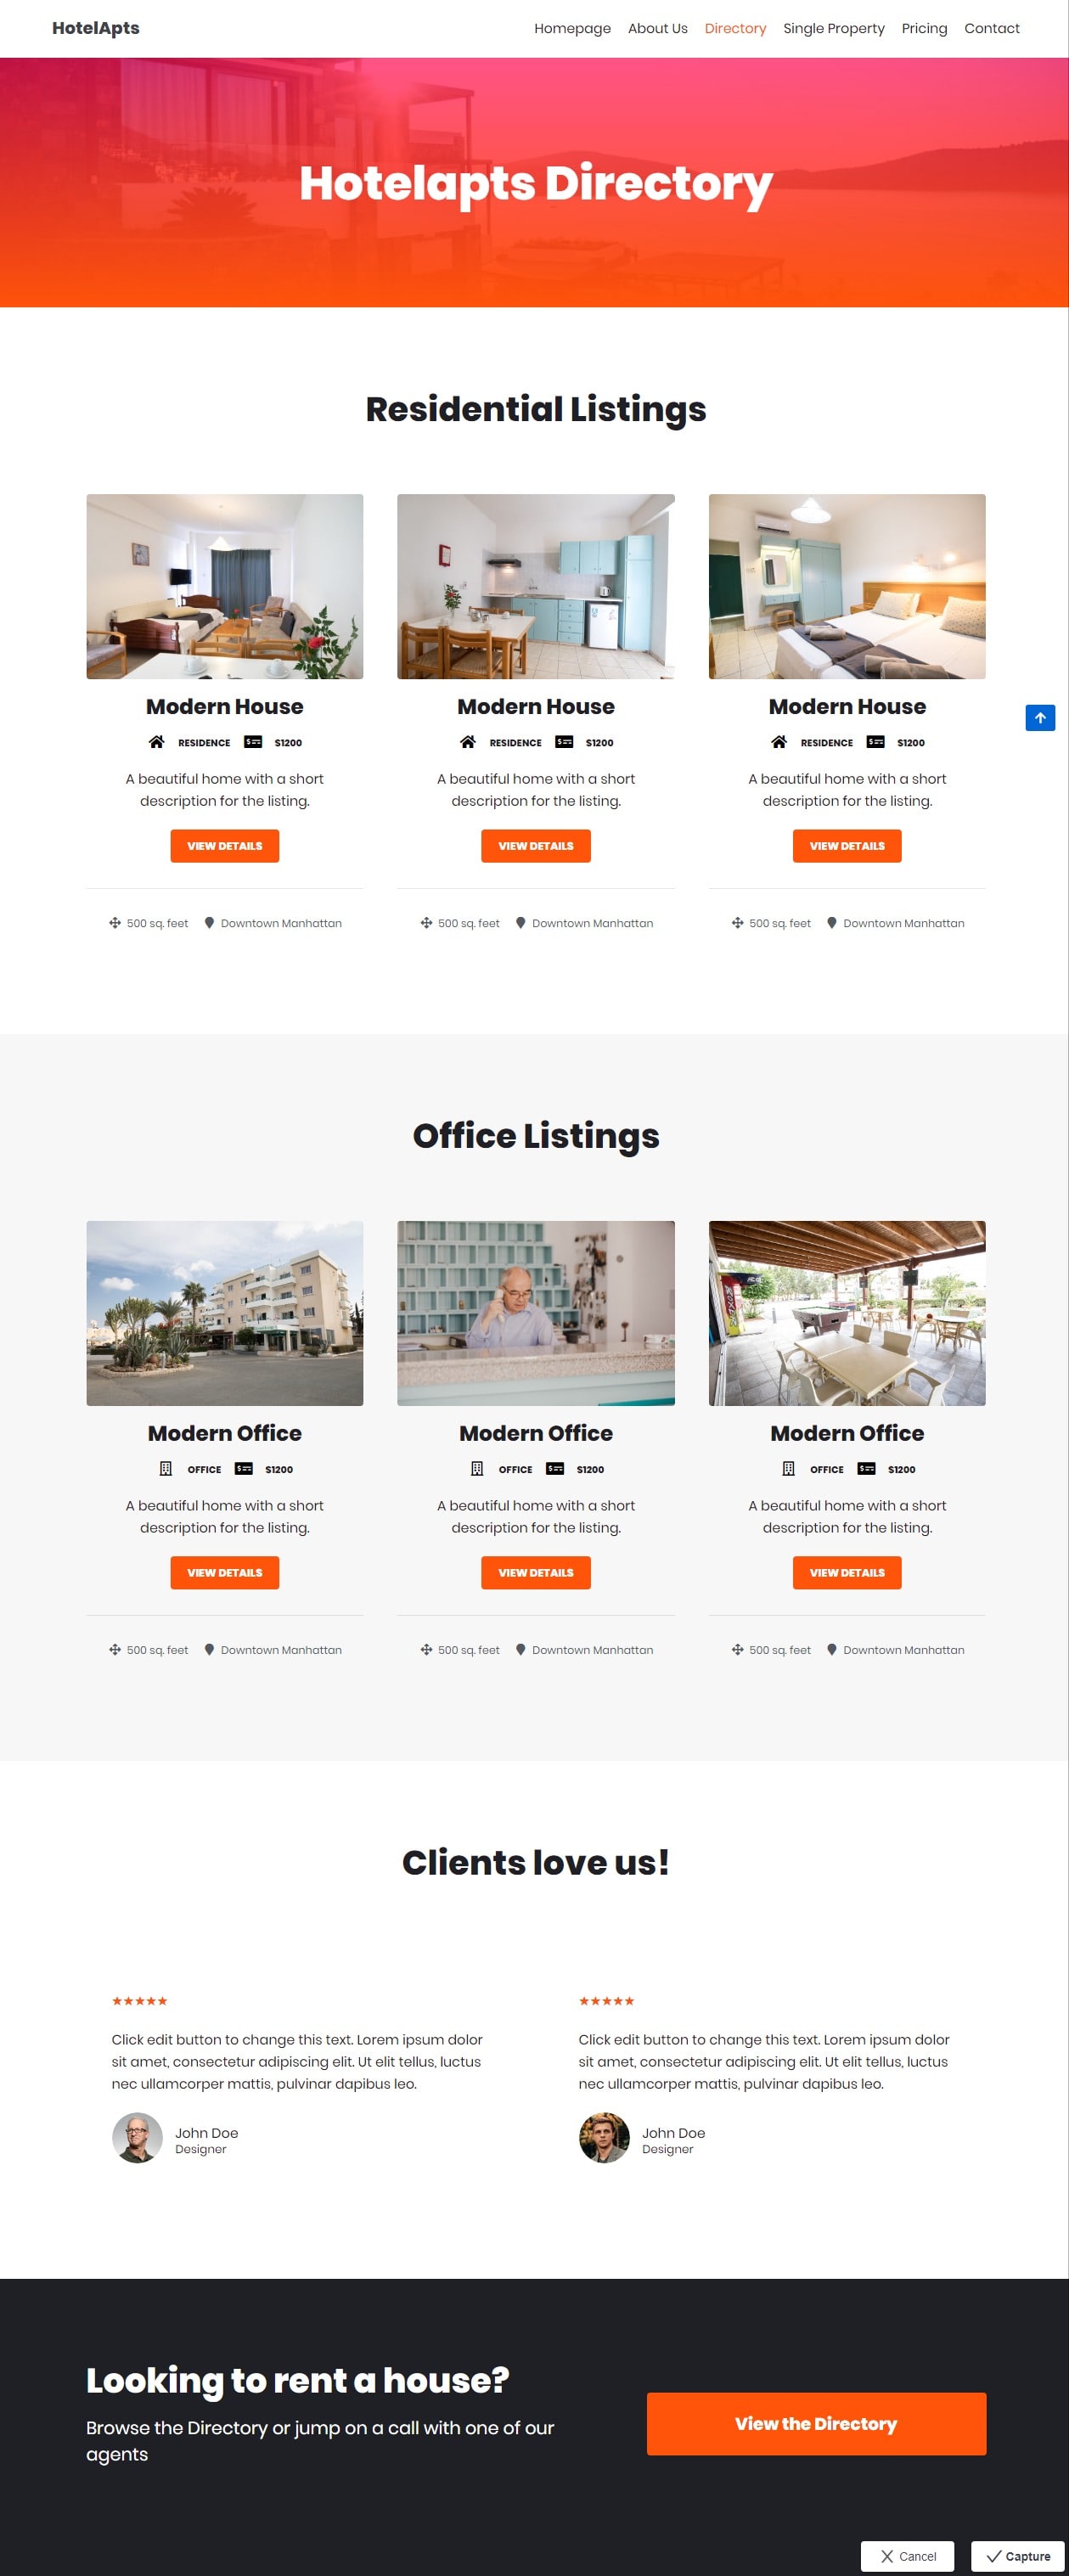 HotelApts
Homepage About Us Directory Single Property Pricing Contact
Hotelapts Directory
Residential Listings
Modern House Modern House Modern House
RESIDENCE $1200 RESIDENCE $1200 RESIDENCE $1200
A beautiful home with a short A beautiful home with a short A beautiful home with a short
description for the listing. description for the listing. description for the listing.
VIEW DETAILS VIEW DETAILS VIEW DETAILS
500 sq. feet Downtown Manhattan 500 sq. feet Downtown Manhattan 500 sq. feet Downtown Manhattan
Office Listings
Modern Office Modern Office Modern Office
OFFICE $1200 OFFICE $1200 OFFICE $1200
A beautiful home with a short A beautiful home with a short A beautiful home with a short
description for the listing. description for the listing. description for the listing.
VIEW DETAILS VIEW DETAILS VIEW DETAILS
500 sq. feet Downtown Manhattan 500 sq. feet Downtown Manhattan 500 sq. feet Downtown Manhattan
Clients love us!
Click edit button to change this text. Lorem ipsum dolor
sit amet, consectetur adipiscing elit. Ut elit tellus, luctus
nec ullamcorper mattis, pulvinar dapibus leo.
John Doe
Designer
Click edit button to change this text. Lorem ipsum dolor
sit amet, consectetur adipiscing elit. Ut elit tellus, luctus
nec ullamcorper mattis, pulvinar dapibus leo.
John Doe
Designer
Looking to rent a house?
Browse the Directory or jump on a call with one of our
agents
View the Directory
Cancel Capture